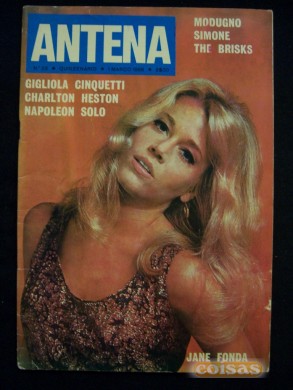 ANTENA
MODUGNO
SIMONE
THE BRISKS
GIGLIOLA CINQUETTI
CHARLTON HESTON
NAPOLEON SOLO
JANE FONDA
coisas